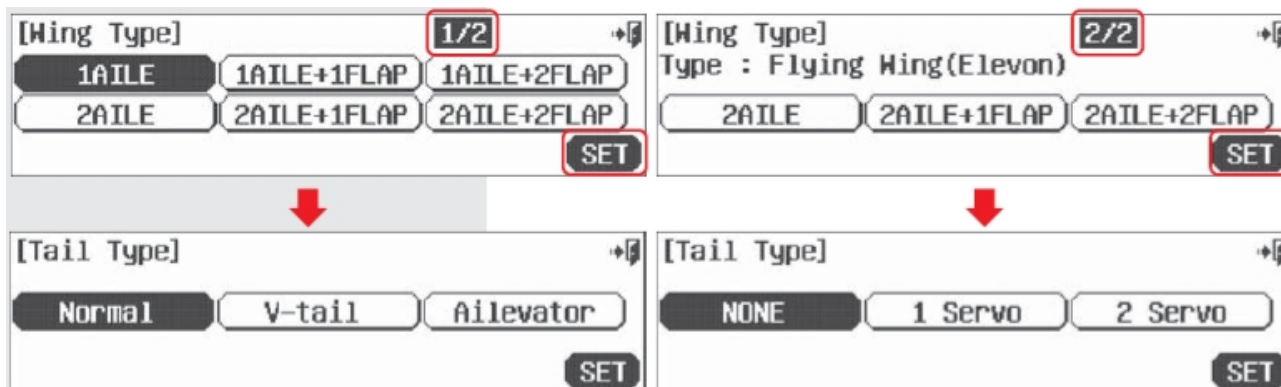 [Wing Type] 1/2
1AILE 1AILE+1FLAP 1AILE+2FLAP
2AILE 2AILE+1FLAP 2AILE+2FLAP
SET
[Tail Type]
Normal V-tail Ailevator
SET
[Wing Type] 2/2
Type : Flying Wing(Elevon)
2AILE 2AILE+1FLAP 2AILE+2FLAP
SET
[Tail Type]
NONE 1 Servo 2 Servo
SET